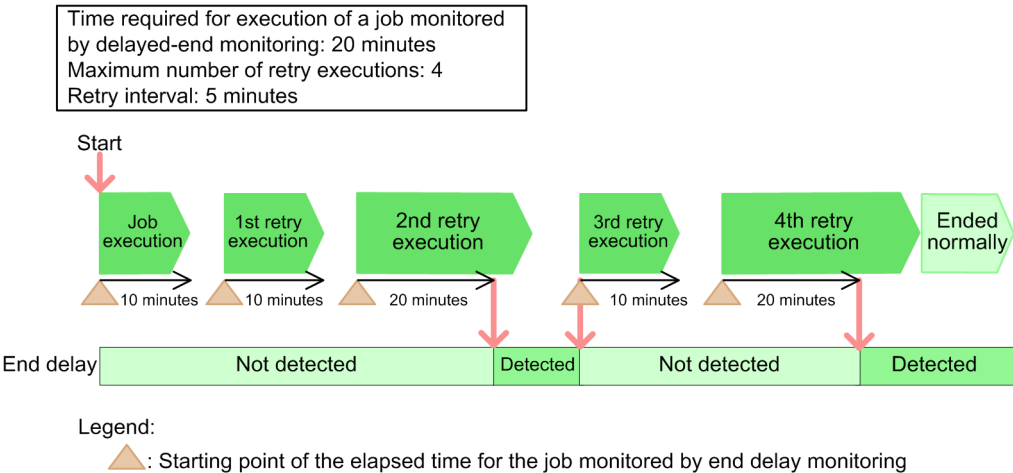 Time required for execution of a job monitored
by delayed-end monitoring: 20 minutes
Maximum number of retry executions: 4
Retry interval: 5 minutes
Start
Job
execution
1st retry
execution
2nd retry
execution
3rd retry
execution
4th retry
execution
Ended
normally
10 minutes
10 minutes
20 minutes
10 minutes
20 minutes
End delay
Not detected
Detected
Not detected
Detected
Legend:
: Starting point of the elapsed time for the job monitored by end delay monitoring